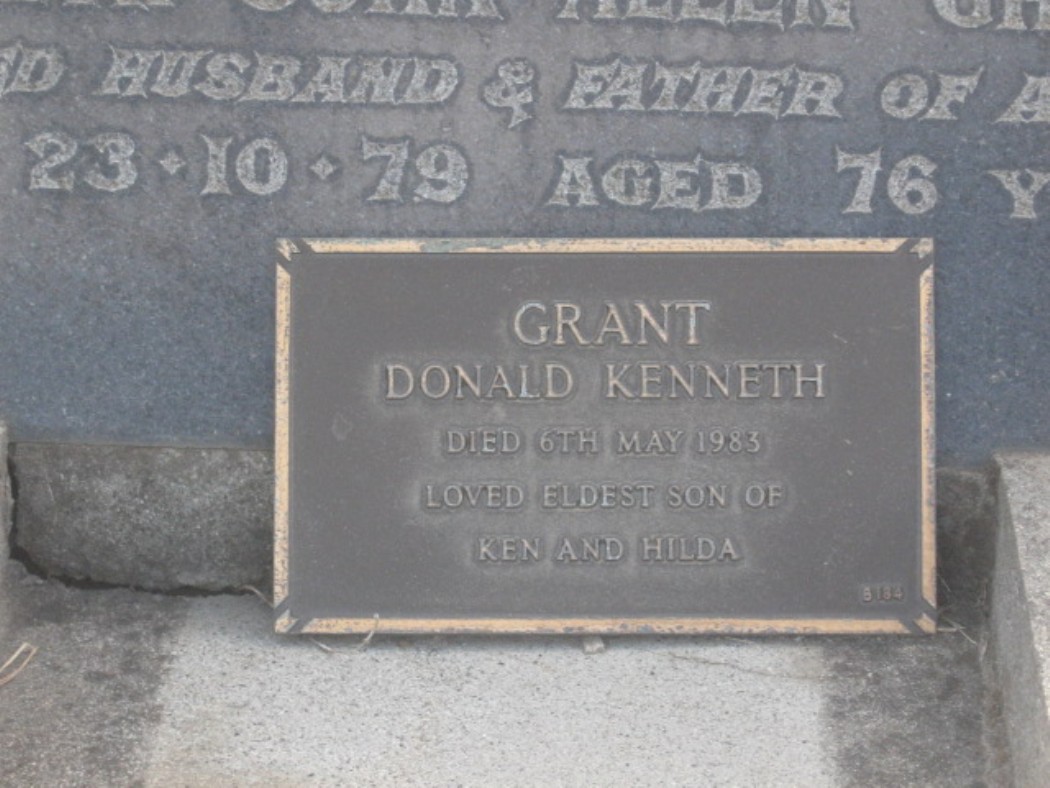 ALLEN
HUSBAND & FATHER OF
23·10·79 AGED 76
GRANT
DONALD KENNETH
DIED 6TH MAY 1983
LOVED ELDEST SON OF
KEN AND HILDA
B184